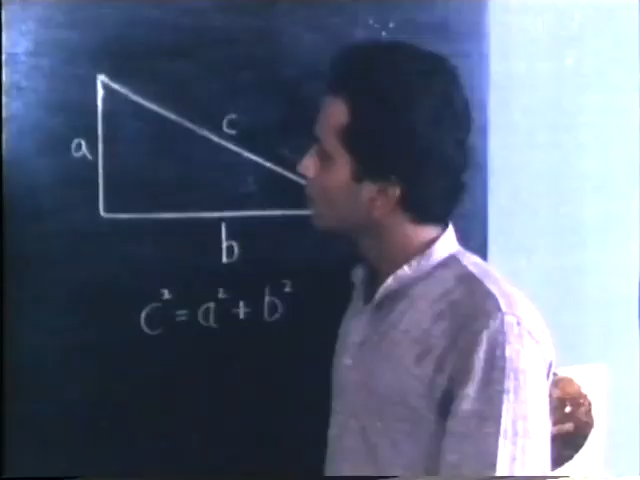 c
a
b
c² = a² + b²